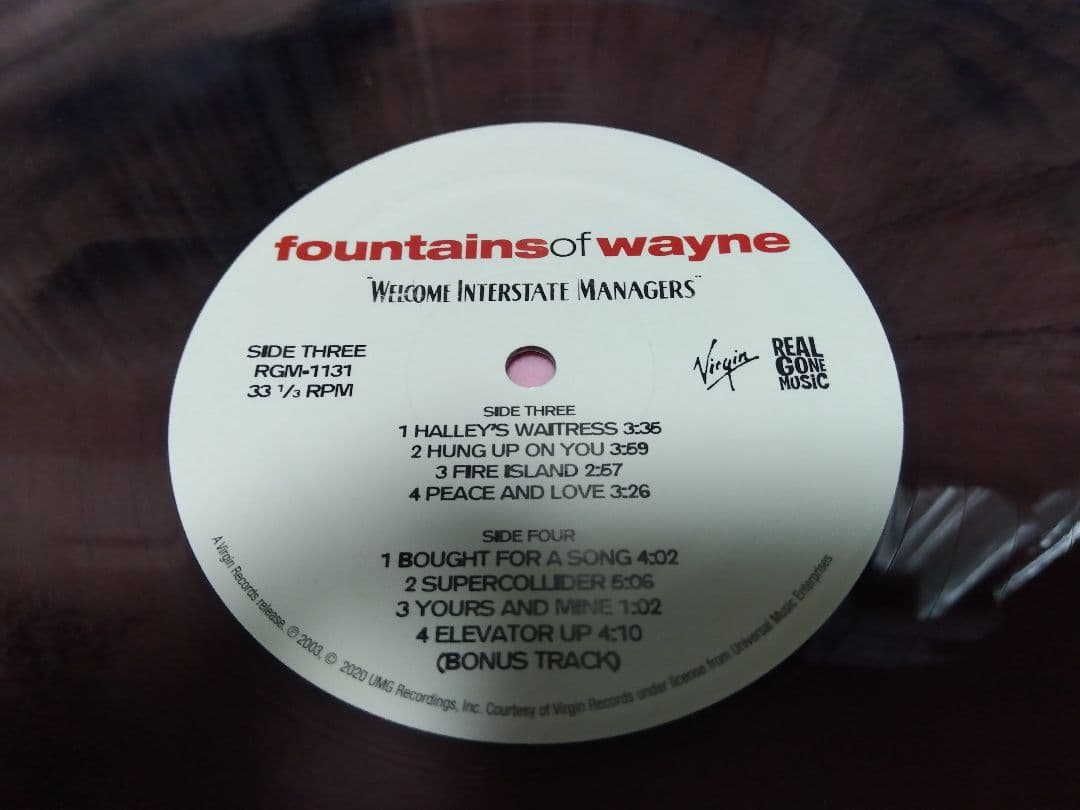 fountainsofwayne
"WELCOME INTERSTATE MANAGERS"
SIDE THREE
RGM-1131
33 1/3 RPM
Virgin
REAL
GONE
MUSIC
SIDE THREE
1 HALLEY'S WAITRESS 3:35
2 HUNG UP ON YOU 3:59
3 FIRE ISLAND 2:57
4 PEACE AND LOVE 3:26
SIDE FOUR
1 BOUGHT FOR A SONG 4:02
2 SUPERCOLLIDER 5:06
3 YOURS AND MINE 1:02
4 ELEVATOR UP 4:10
(BONUS TRACK)
A Virgin Records release. ℗ 2003, © 2020 UMG Recordings, Inc. Courtesy of Virgin Records under license from Universal Music Enterprises